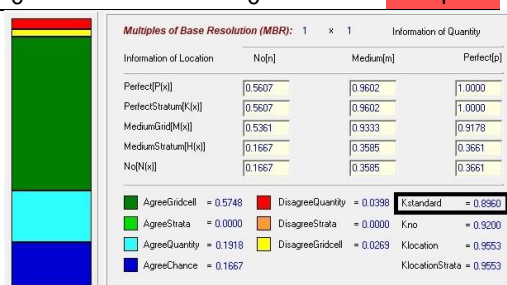 Multiples of Base Resolution (MBR): 1 x 1 Information of Quantity
Information of Location No[n] Medium[m] Perfect[p]
Perfect[P(x)] 0.5607 0.9602 1.0000
PerfectStratum[K(x)] 0.5607 0.9602 1.0000
MediumGrid[M(x)] 0.5361 0.9333 0.9178
MediumStratum[H(x)] 0.1667 0.3585 0.3661
No[N(x)] 0.1667 0.3585 0.3661
AgreeGridcell = 0.5748 DisagreeQuantity = 0.0398 Kstandard = 0.8960
AgreeStrata = 0.0000 DisagreeStrata = 0.0000 Kno = 0.9200
AgreeQuantity = 0.1918 DisagreeGridcell = 0.0269 Klocation = 0.9553
AgreeChance = 0.1667 KlocationStrata = 0.9553